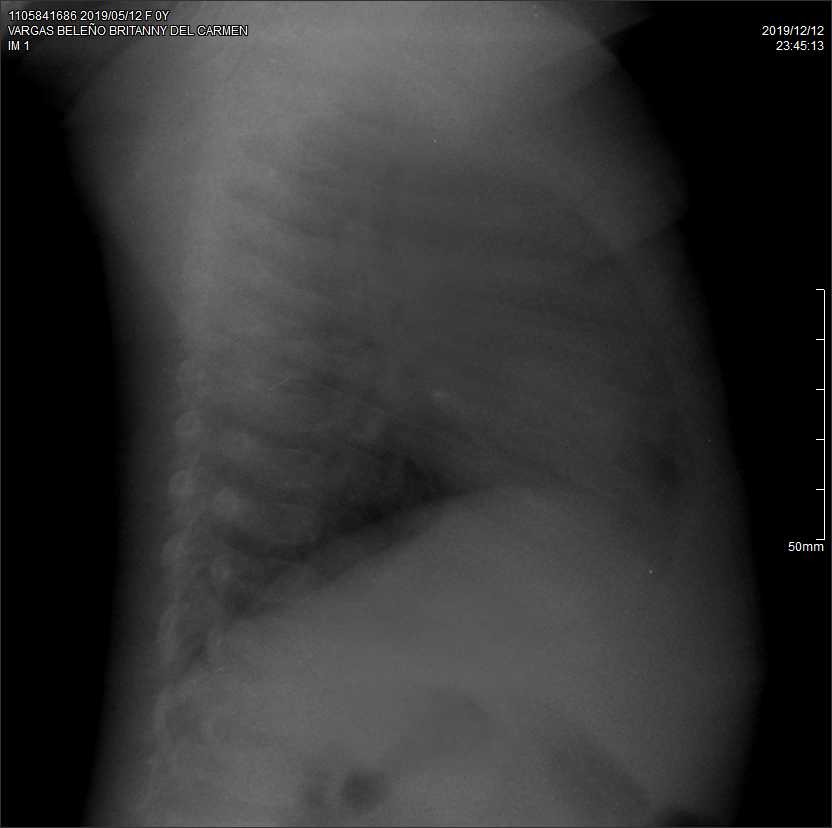 1105841686 2019/05/12 F 0Y
VARGAS BELEÑO BRITANNY DEL CARMEN
IM 1
2019/12/12
23:45:13
50mm